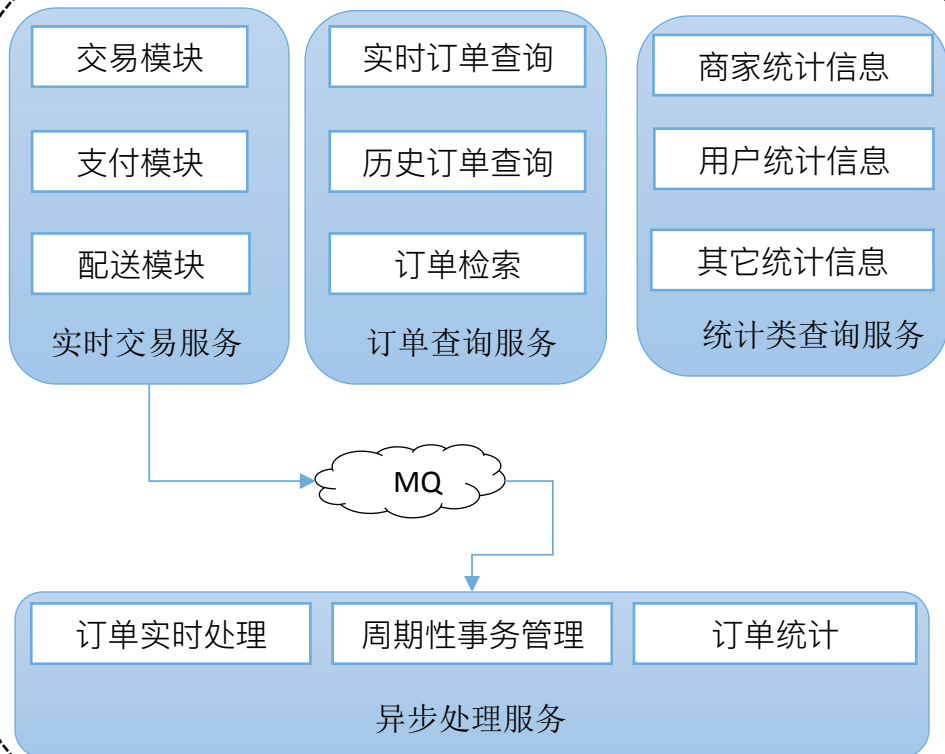 交易模块
支付模块
配送模块
实时交易服务
实时订单查询
历史订单查询
订单检索
订单查询服务
商家统计信息
用户统计信息
其它统计信息
统计类查询服务
MQ
订单实时处理
周期性事务管理
订单统计
异步处理服务